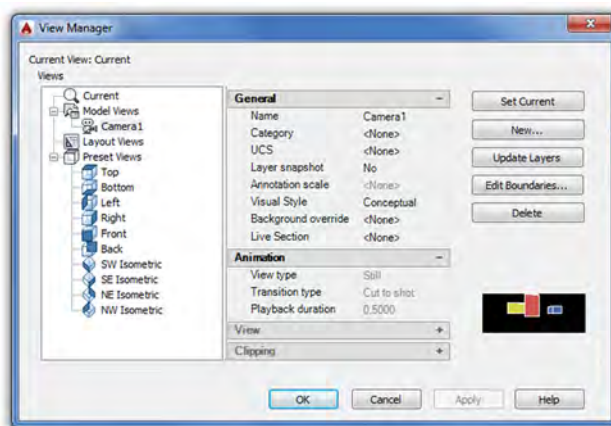 View Manager
Current View: Current
Views
Current
Model Views
Camera1
Layout Views
Preset Views
Top
Bottom
Left
Right
Front
Back
SW Isometric
SE Isometric
NE Isometric
NW Isometric
General −
Name Camera1
Category <None>
UCS <None>
Layer snapshot No
Annotation scale <None>
Visual Style Conceptual
Background override <None>
Live Section <None>
Animation −
View type Still
Transition type Cut to shot
Playback duration 0.5000
View +
Clipping +
Set Current
New...
Update Layers
Edit Boundaries...
Delete
OK Cancel Apply Help